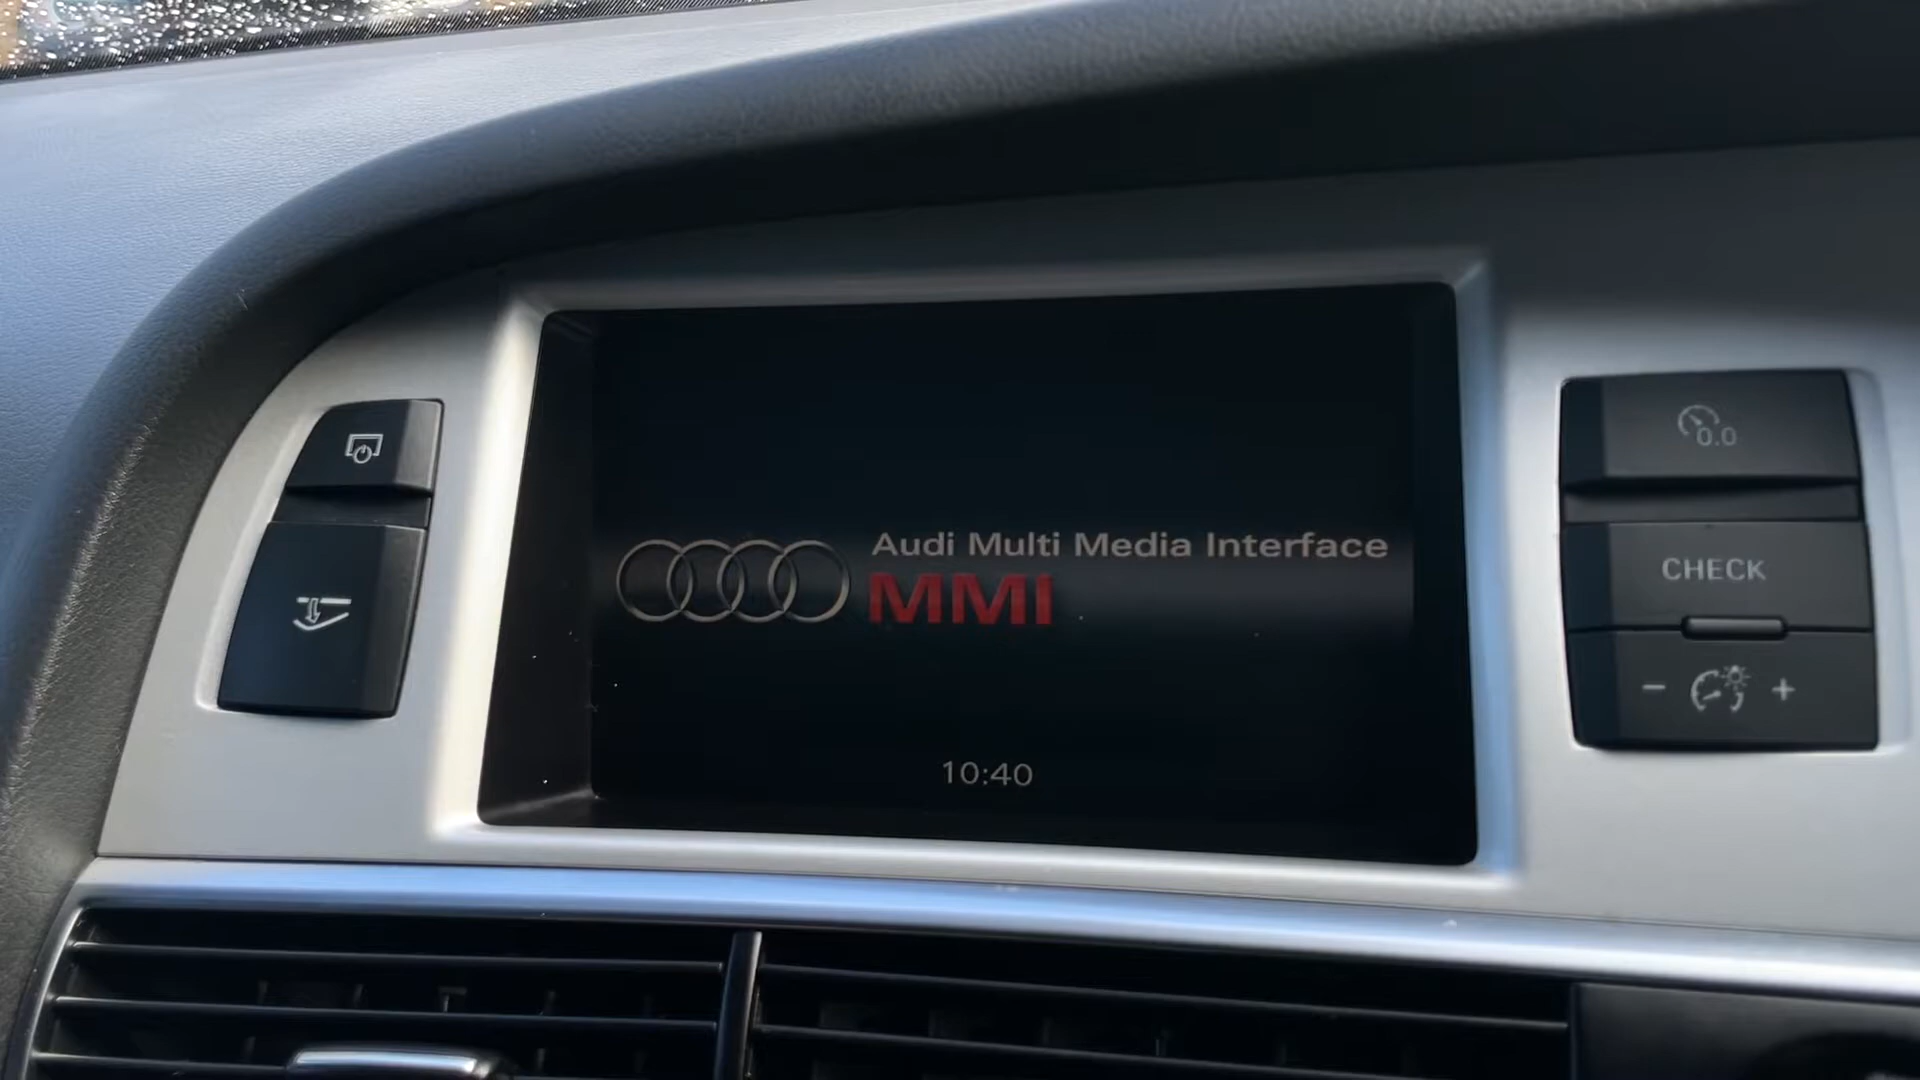 Audi Multi Media Interface
MMI
10:40
0.0
CHECK
- +